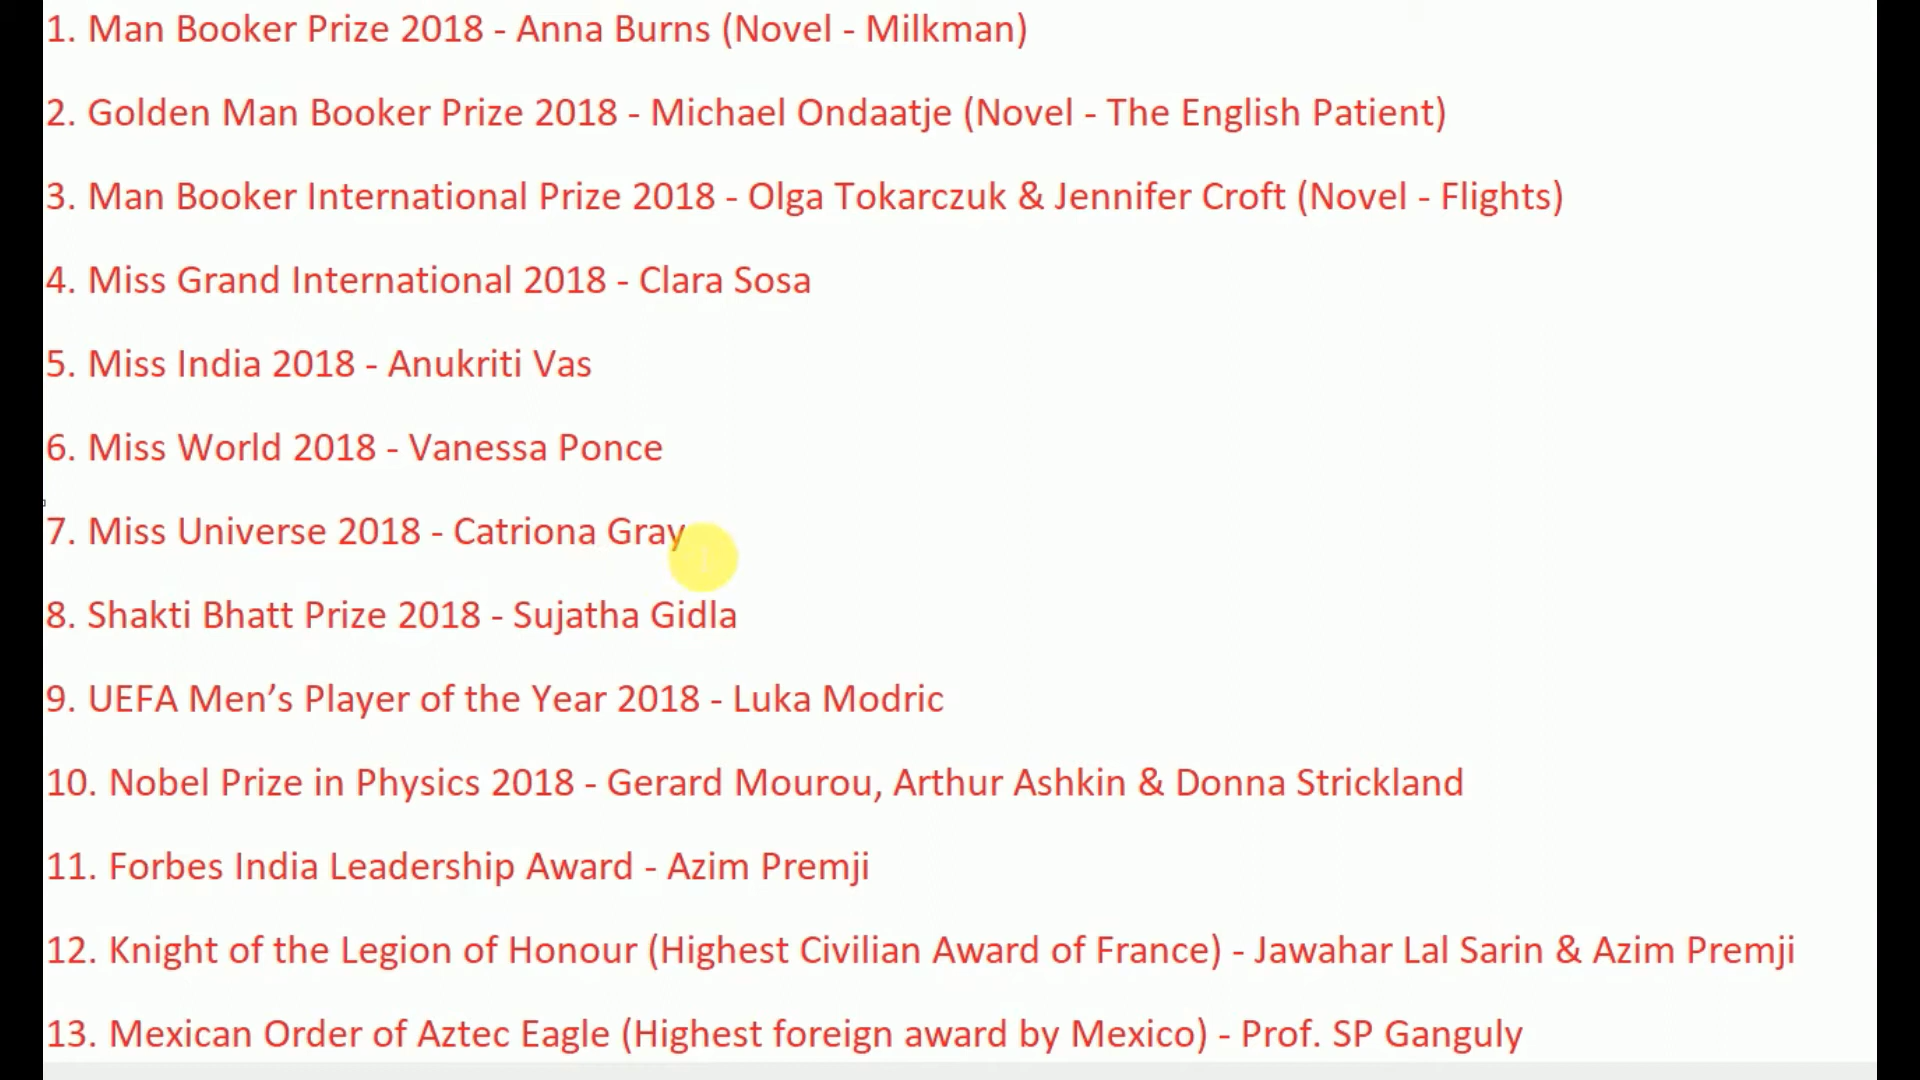 1. Man Booker Prize 2018 - Anna Burns (Novel - Milkman)
2. Golden Man Booker Prize 2018 - Michael Ondaatje (Novel - The English Patient)
3. Man Booker International Prize 2018 - Olga Tokarczuk & Jennifer Croft (Novel - Flights)
4. Miss Grand International 2018 - Clara Sosa
5. Miss India 2018 - Anukriti Vas
6. Miss World 2018 - Vanessa Ponce
7. Miss Universe 2018 - Catriona Gray
8. Shakti Bhatt Prize 2018 - Sujatha Gidla
9. UEFA Men’s Player of the Year 2018 - Luka Modric
10. Nobel Prize in Physics 2018 - Gerard Mourou, Arthur Ashkin & Donna Strickland
11. Forbes India Leadership Award - Azim Premji
12. Knight of the Legion of Honour (Highest Civilian Award of France) - Jawahar Lal Sarin & Azim Premji
13. Mexican Order of Aztec Eagle (Highest foreign award by Mexico) - Prof. SP Ganguly